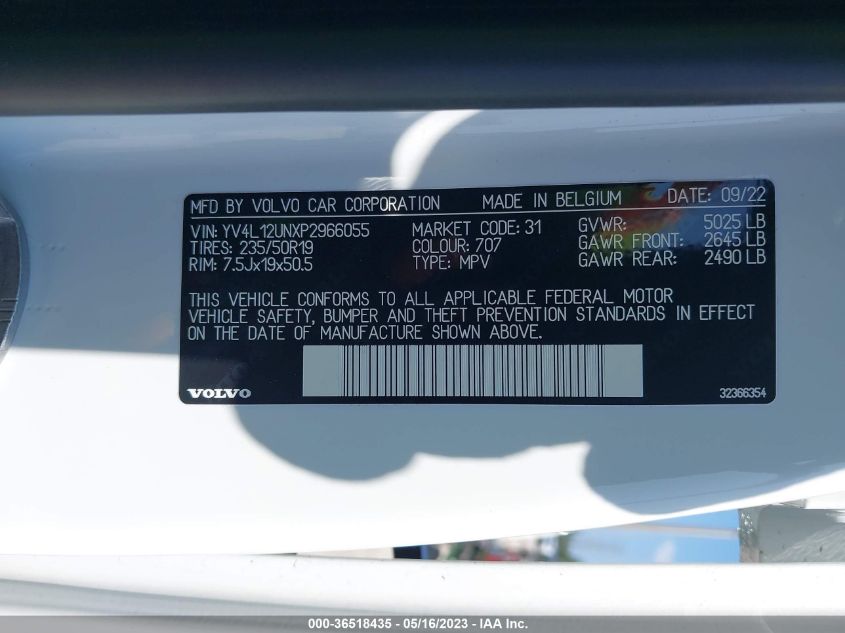 MFD BY VOLVO CAR CORPORATION MADE IN BELGIUM DATE: 09/22
VIN: YV4L12UNXP2966055 MARKET CODE: 31 GVWR: 5025 LB
TIRES: 235/50R19 COLOUR: 707 GAWR FRONT: 2645 LB
RIM: 7.5Jx19x50.5 TYPE: MPV GAWR REAR: 2490 LB
THIS VEHICLE CONFORMS TO ALL APPLICABLE FEDERAL MOTOR
VEHICLE SAFETY, BUMPER AND THEFT PREVENTION STANDARDS IN EFFECT
ON THE DATE OF MANUFACTURE SHOWN ABOVE.
VOLVO 32366354
000-36518435 - 05/16/2023 - IAA Inc.